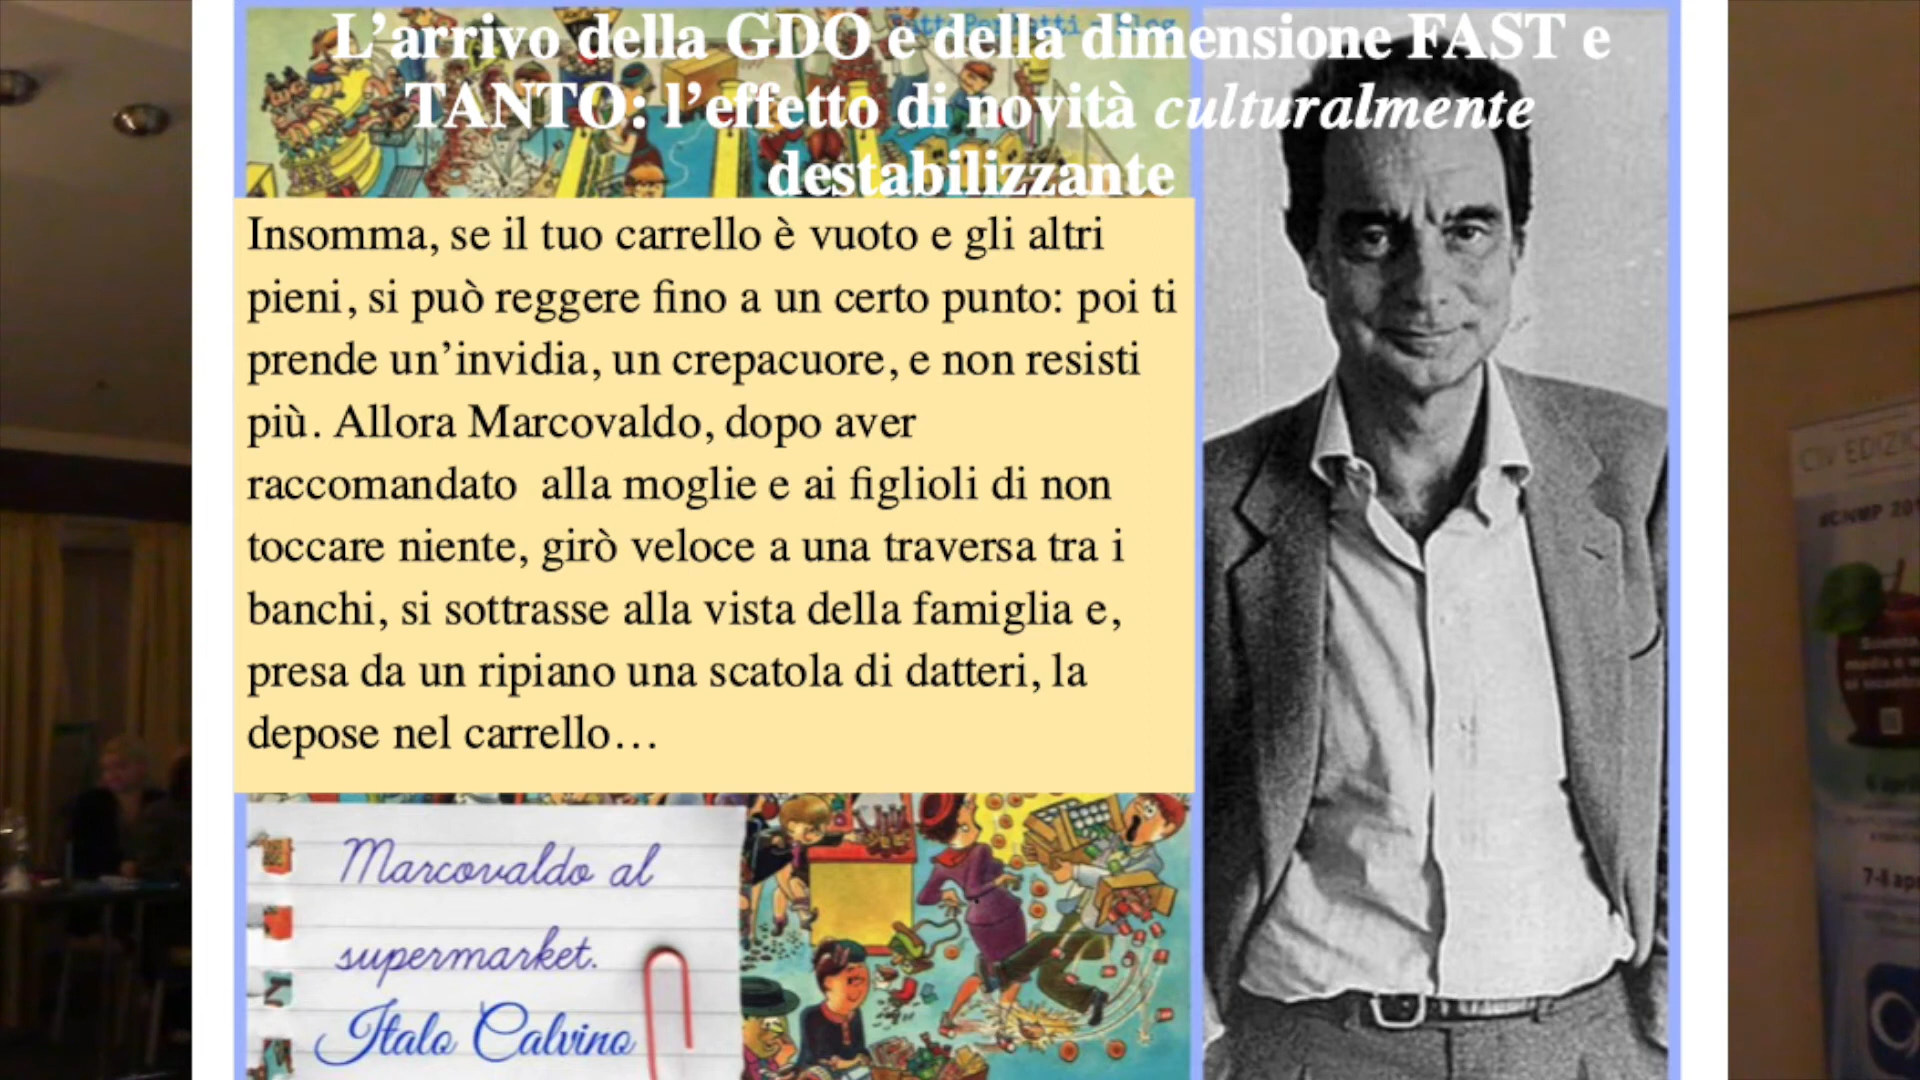 L’arrivo della GDO e della dimensione FAST e
TANTO: l’effetto di novità culturalmente
destabilizzante
Insomma, se il tuo carrello è vuoto e gli altri
pieni, si può reggere fino a un certo punto: poi ti
prende un’invidia, un crepacuore, e non resisti
più. Allora Marcovaldo, dopo aver
raccomandato  alla moglie e ai figlioli di non
toccare niente, girò veloce a una traversa tra i
banchi, si sottrasse alla vista della famiglia e,
presa da un ripiano una scatola di datteri, la
depose nel carrello…
Marcovaldo al
supermarket.
Italo Calvino